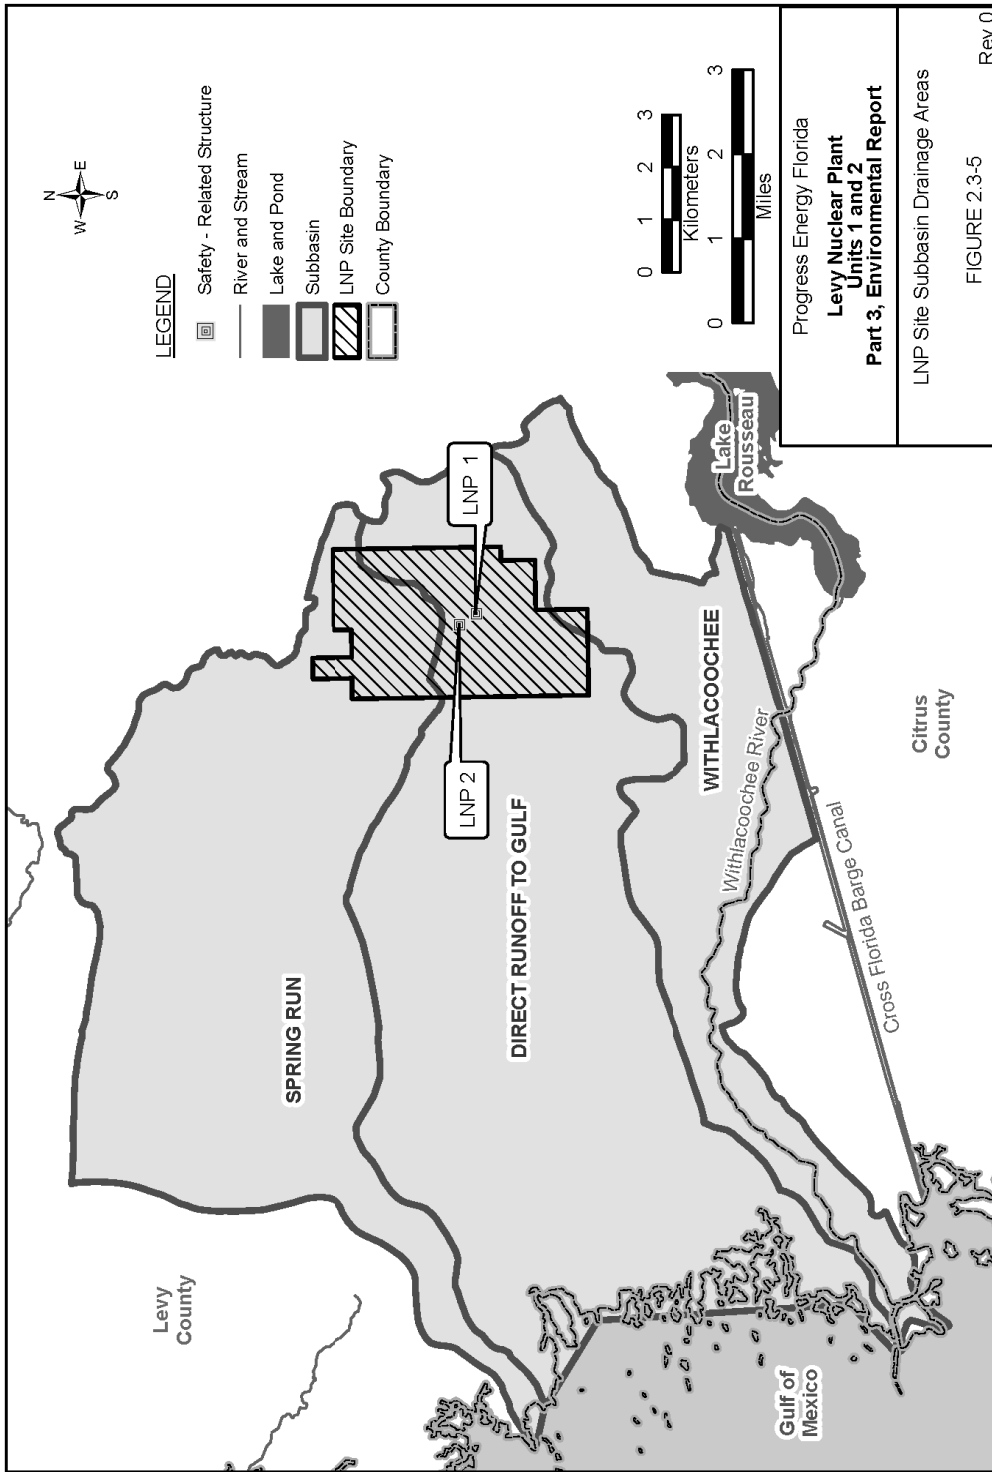 N
W
E
S
LEGEND
Safety - Related Structure
River and Stream
Lake and Pond
Subbasin
LNP Site Boundary
County Boundary
Levy
County
SPRING RUN
DIRECT RUNOFF TO GULF
LNP 2
LNP 1
WITHLACOOCHEE
Withlacoochee River
Cross Florida Barge Canal
Lake
Rousseau
Citrus
County
Gulf of
Mexico
0 1 2 3
Kilometers
0 1 2 3
Miles
Progress Energy Florida
Levy Nuclear Plant
Units 1 and 2
Part 3, Environmental Report
LNP Site Subbasin Drainage Areas
FIGURE 2.3-5
Rev 0